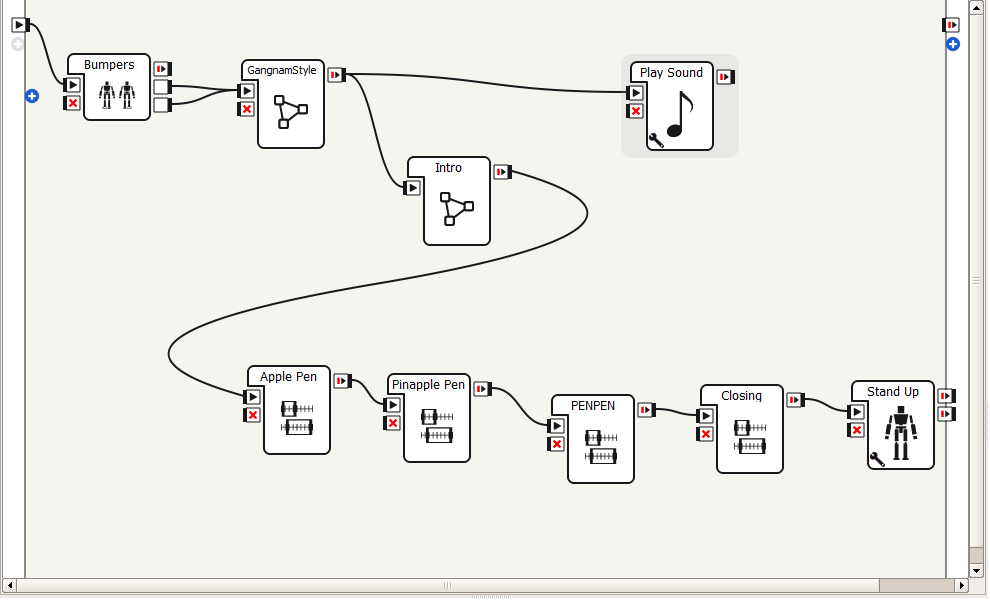 Bumpers
GangnamStyle
Play Sound
Intro
Apple Pen
Pinapple Pen
PENPEN
Closing
Stand Up